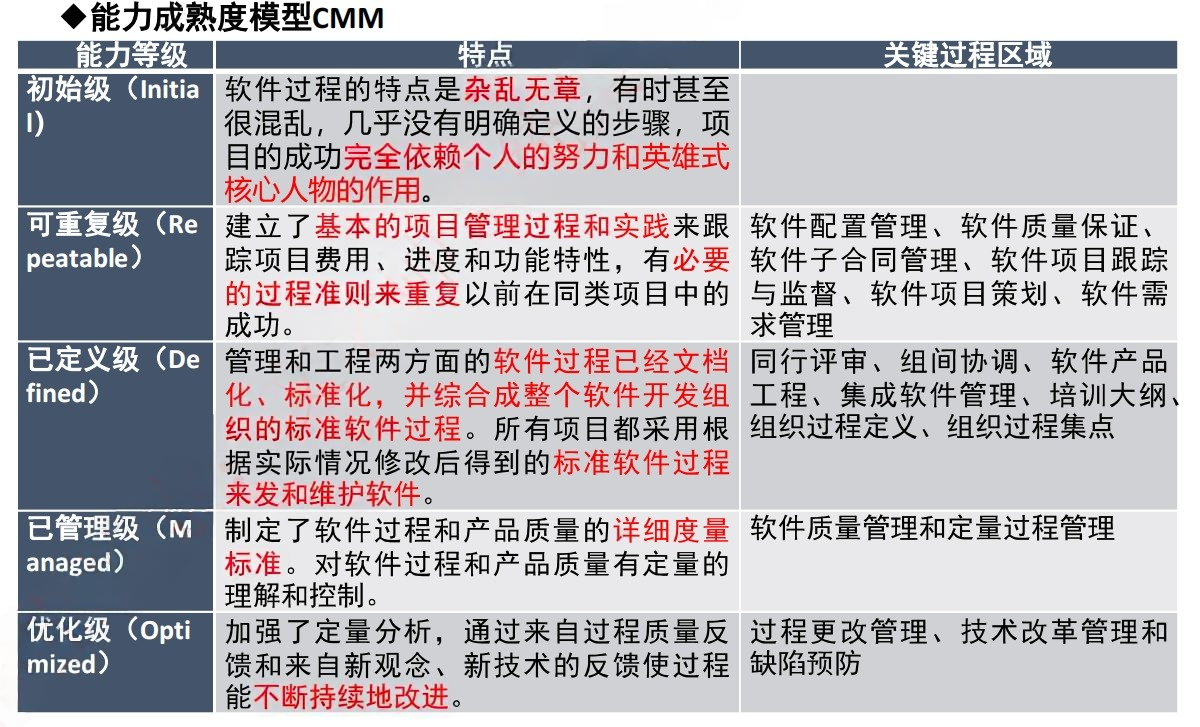 ◆能力成熟度模型CMM
能力等级 特点 关键过程区域
初始级（Initia
l）
软件过程的特点是杂乱无章，有时甚至
很混乱，几乎没有明确定义的步骤，项
目的成功完全依赖个人的努力和英雄式
核心人物的作用。
可重复级（Re
peatable）
建立了基本的项目管理过程和实践来跟
踪项目费用、进度和功能特性，有必要
的过程准则来重复以前在同类项目中的
成功。
软件配置管理、软件质量保证、
软件子合同管理、软件项目跟踪
与监督、软件项目策划、软件需
求管理
已定义级（De
fined）
管理和工程两方面的软件过程已经文档
化、标准化，并综合成整个软件开发组
织的标准软件过程。所有项目都采用根
据实际情况修改后得到的标准软件过程
来发和维护软件。
同行评审、组间协调、软件产品
工程、集成软件管理、培训大纲、
组织过程定义、组织过程集点
已管理级（M
anaged）
制定了软件过程和产品质量的详细度量
标准。对软件过程和产品质量有定量的
理解和控制。
软件质量管理和定量过程管理
优化级（Opti
mized）
加强了定量分析，通过来自过程质量反
馈和来自新观念、新技术的反馈使过程
能不断持续地改进。
过程更改管理、技术改革管理和
缺陷预防